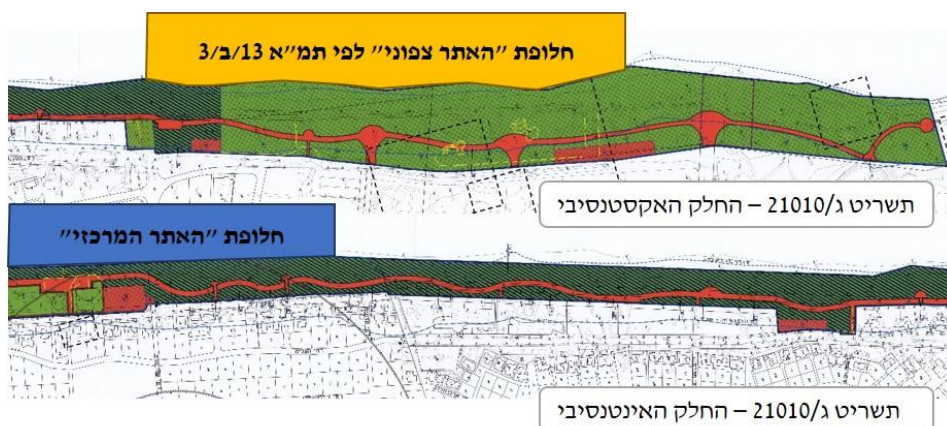 חלופת "האתר צפוני" לפי תמ"א 13/ב/3
תשריט ג/21010 – החלק האקסטנסיבי
חלופת "האתר המרכזי"
תשריט ג/21010 – החלק האינטנסיבי